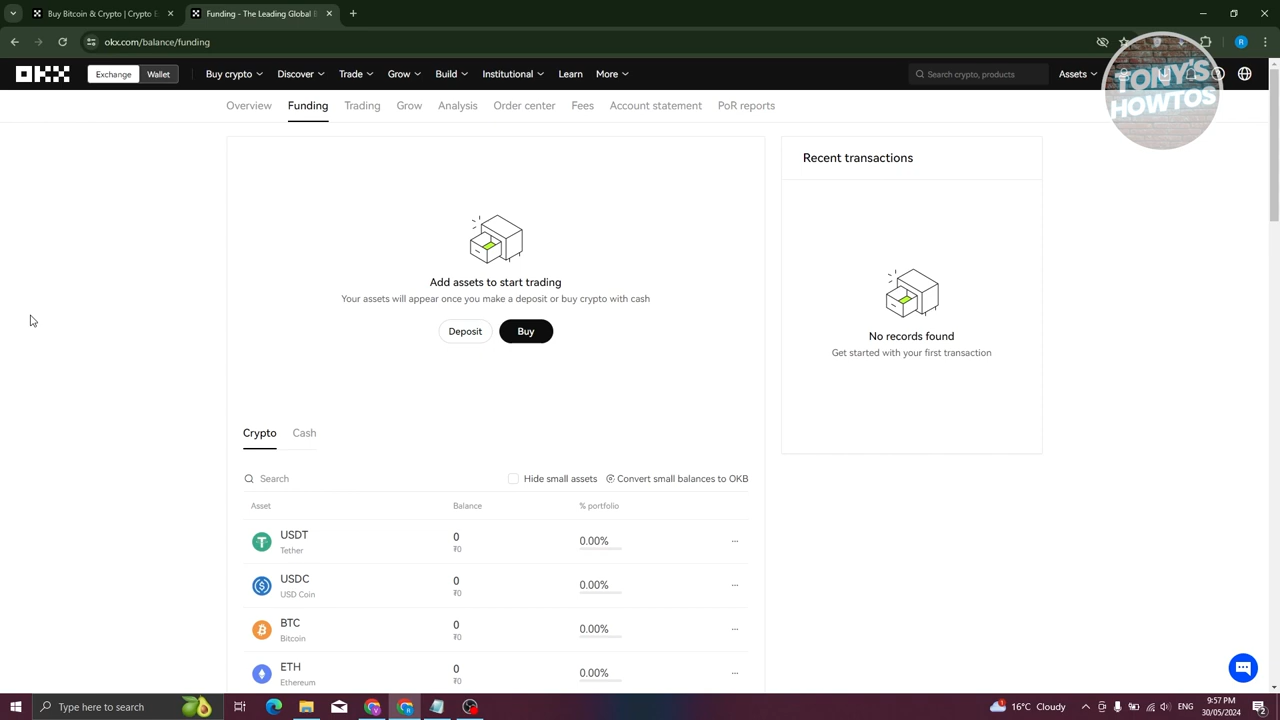 Buy Bitcoin & Crypto | Crypto E
Funding - The Leading Global B
okx.com/balance/funding
OKX
Exchange
Wallet
Buy crypto
Discover
Trade
Grow
Institutional
Learn
More
Search crypto, products
Assets
TONY'S
HOWTOS
Overview
Funding
Trading
Grow
Analysis
Order center
Fees
Account statement
PoR reports
Recent transactions
Add assets to start trading
Your assets will appear once you make a deposit or buy crypto with cash
Deposit
Buy
No records found
Get started with your first transaction
Crypto
Cash
Search
Hide small assets
Convert small balances to OKB
Asset
Balance
% portfolio
USDT
0
0.00%
Tether
₮0
USDC
0
0.00%
USD Coin
₮0
BTC
0
0.00%
Bitcoin
₮0
ETH
0
0.00%
Ethereum
₮0
Type here to search
16°C Cloudy
ENG
9:57 PM
30/05/2024
2